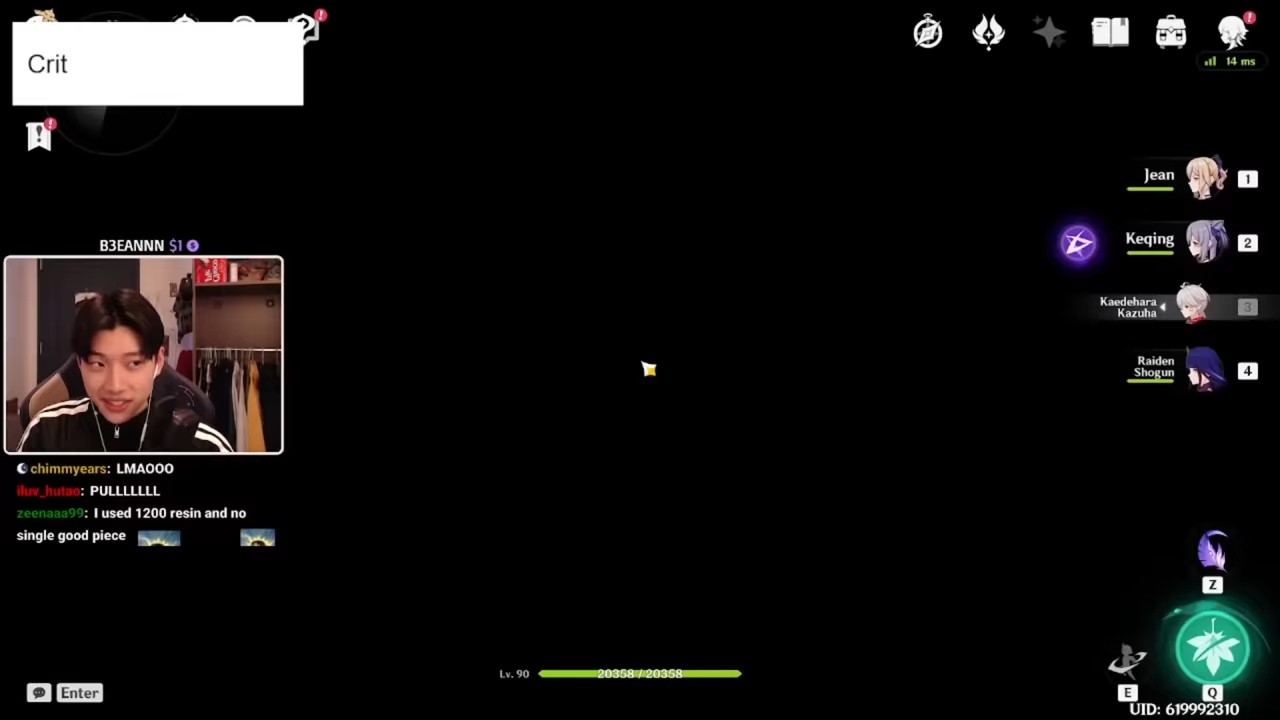 Crit
14 ms
Jean
1
Keqing
2
Kaedehara
Kazuha
3
Raiden
Shogun
4
B3EANNN $1
chimmyears: LMAOOO
iluv_hutao: PULLLLLLL
zeenaaa99: I used 1200 resin and no
single good piece
Z
Lv. 90
20358 / 20358
Enter
E
Q
UID: 619992310